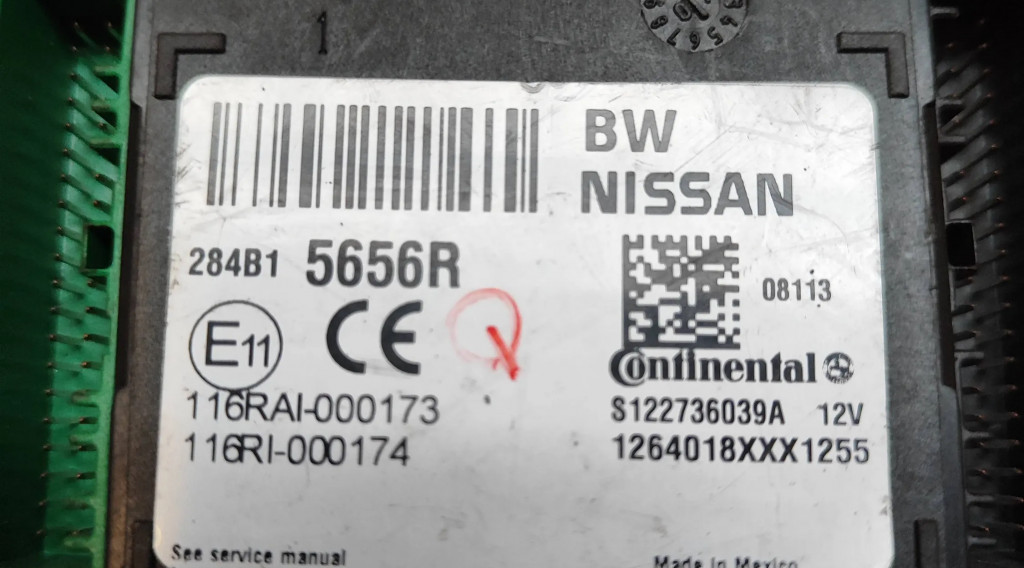 1
BW
NISSAN
284B1 5656R
08113
E11 CE
Continental
116RAI-000173
S122736039A 12V
116RI-000174
1264018XXX1255
See service manual
Made in Mexico